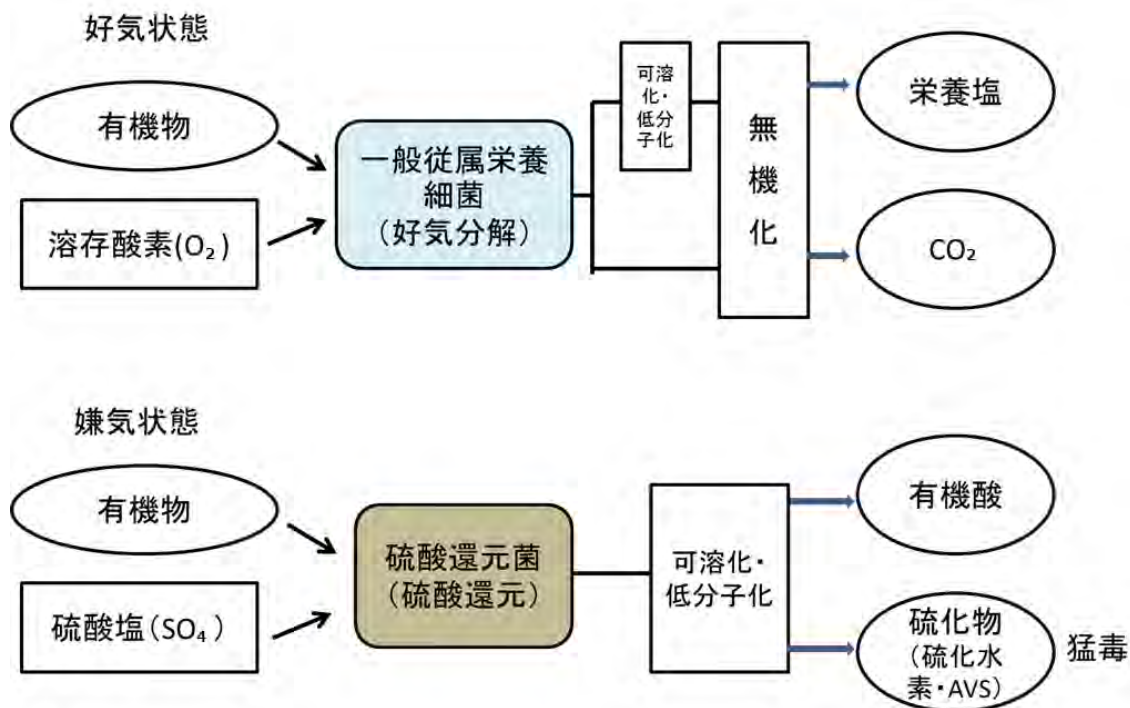 好気状態
有機物
溶存酸素(O₂)
一般従属栄養
細菌
(好気分解)
可溶
化・
低分
子化
無
機
化
栄養塩
CO₂
嫌気状態
有機物
硫酸塩(SO₄)
硫酸還元菌
(硫酸還元)
可溶化・
低分子化
有機酸
硫化物
(硫化水
素・AVS)
猛毒